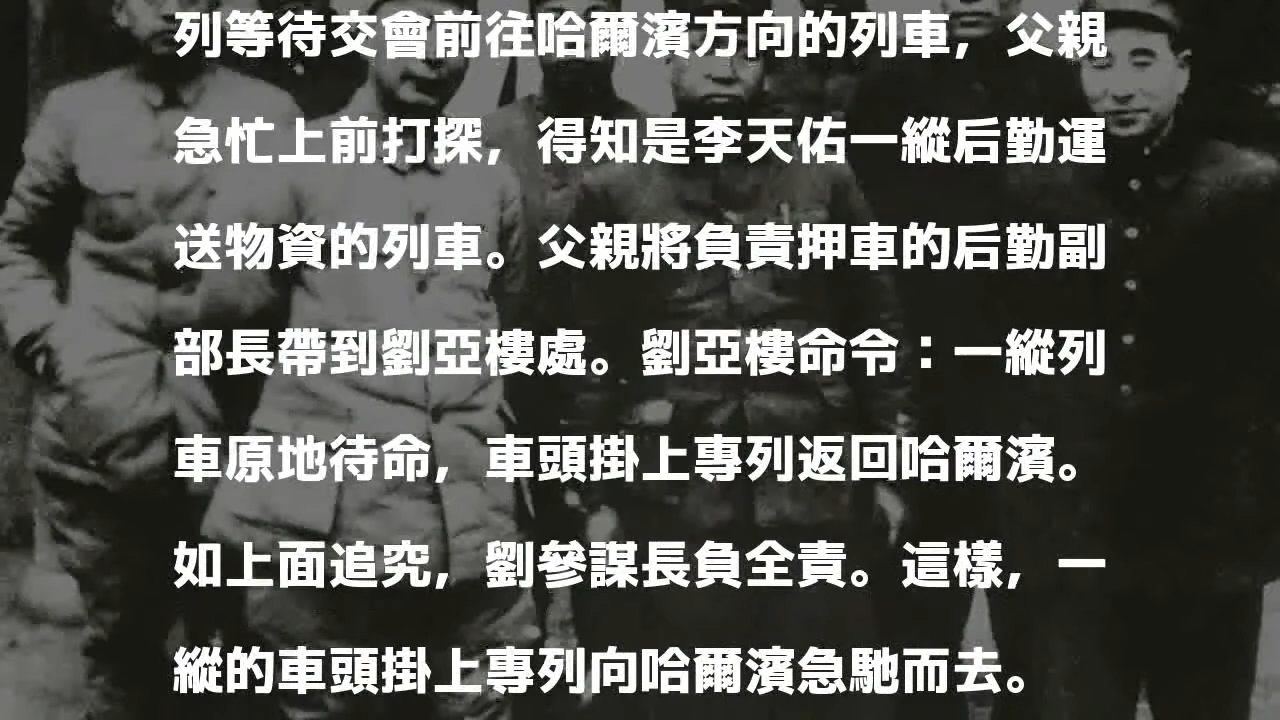 列等待交會前往哈爾濱方向的列車，父親
急忙上前打探，得知是李天佑一縱后勤運
送物資的列車。父親將負責押車的后勤副
部長帶到劉亞樓處。劉亞樓命令：一縱列
車原地待命，車頭掛上專列返回哈爾濱。
如上面追究，劉參謀長負全責。這樣，一
縱的車頭掛上專列向哈爾濱急馳而去。